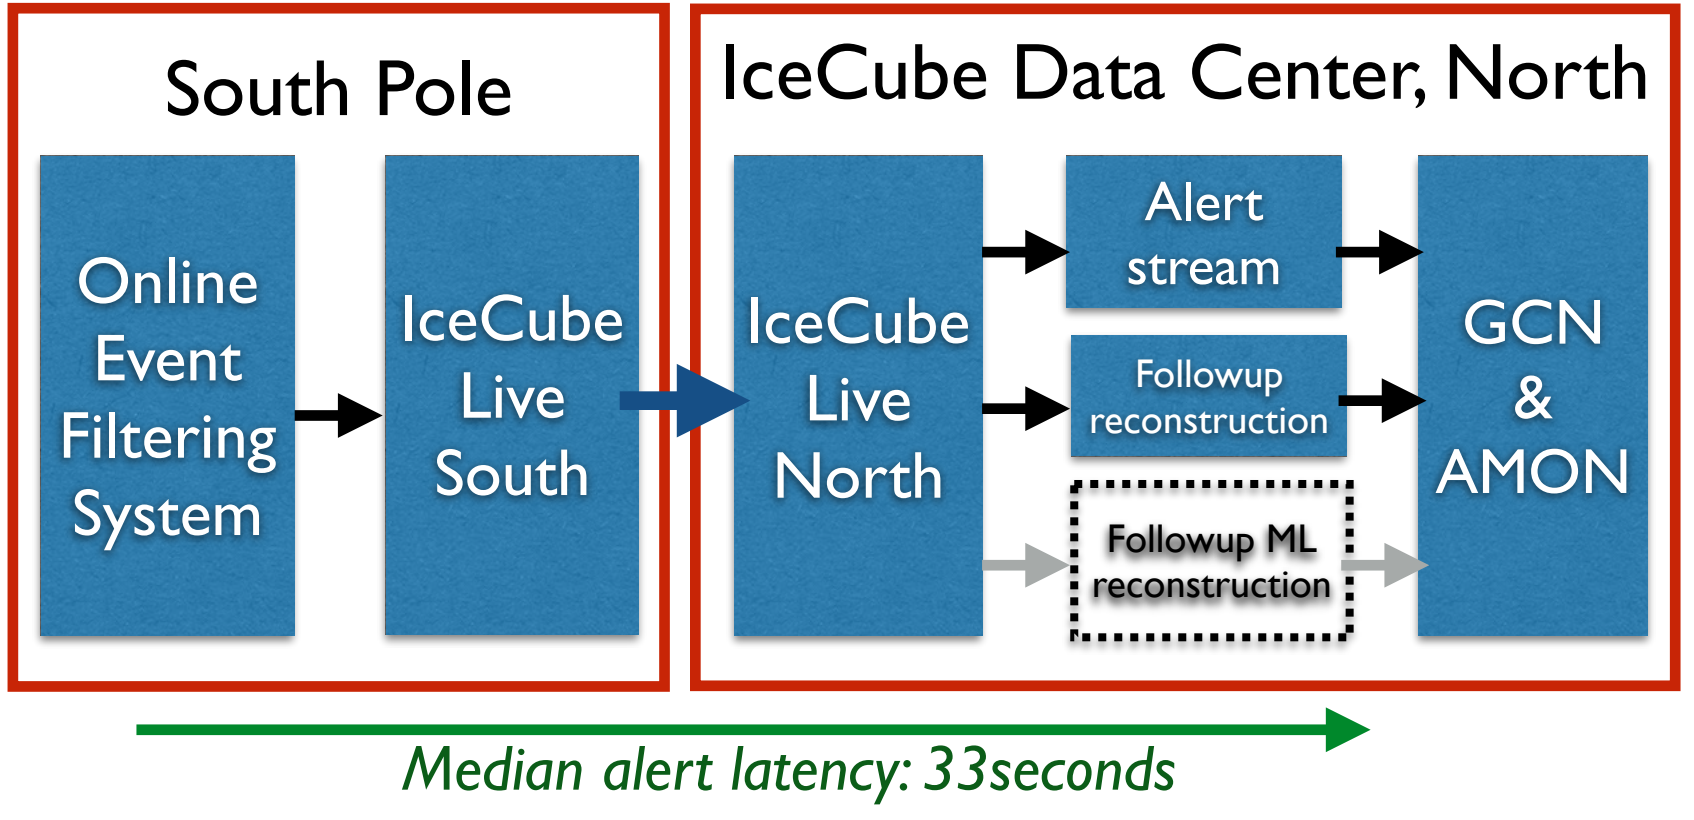 South Pole
IceCube Data Center, North
Online
Event
Filtering
System
IceCube
Live
South
IceCube
Live
North
Alert
stream
Followup
reconstruction
Followup ML
reconstruction
GCN
&
AMON
Median alert latency: 33seconds